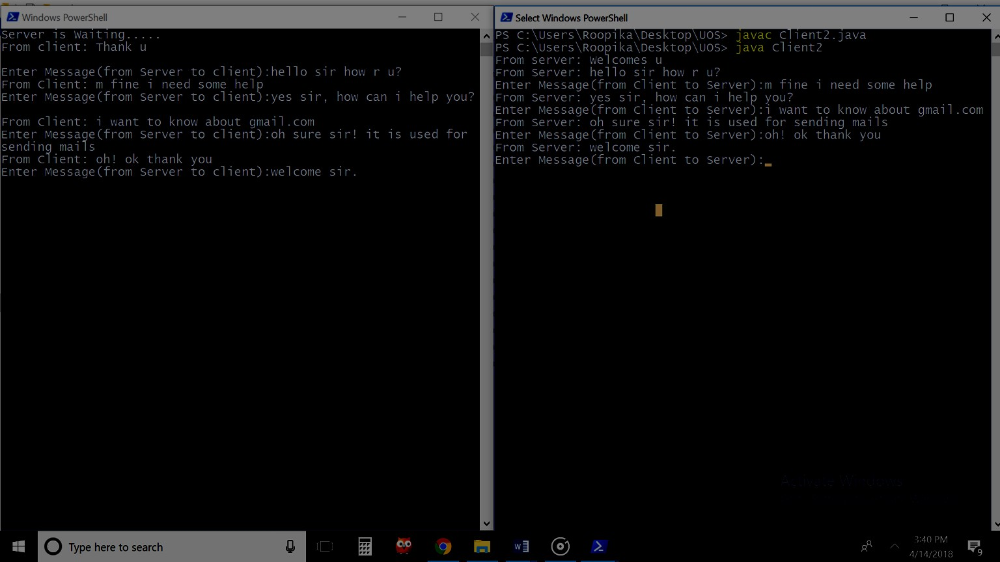 Windows PowerShell
Server is Waiting.....
From client: Thank u
Enter Message(from Server to client):hello sir how r u?
From Client: m fine i need some help
Enter Message(from Server to client):yes sir, how can i help you?
From Client: i want to know about gmail.com
Enter Message(from Server to client):oh sure sir! it is used for
sending mails
From Client: oh! ok thank you
Enter Message(from Server to client):welcome sir.
Select Windows PowerShell
PS C:\Users\Roopika\Desktop\UOS> javac Client2.java
PS C:\Users\Roopika\Desktop\UOS> java Client2
From server: Welcomes u
From Server: hello sir how r u?
Enter Message(from Client to Server):m fine i need some help
From Server: yes sir, how can i help you?
Enter Message(from Client to Server):i want to know about gmail.com
From Server: oh sure sir! it is used for sending mails
Enter Message(from Client to Server):oh! ok thank you
From Server: welcome sir.
Enter Message(from Client to Server):
Activate Windows
Type here to search
3:40 PM
4/14/2018
9